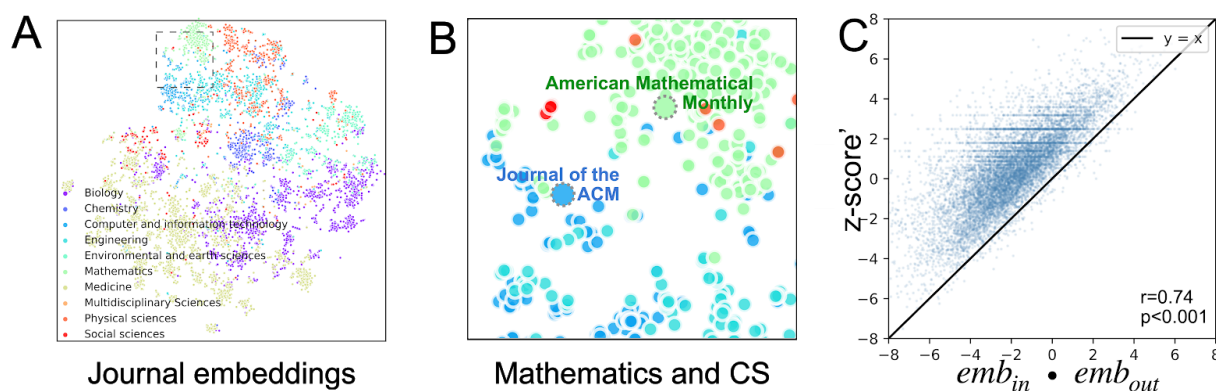 A
Biology
Chemistry
Computer and information technology
Engineering
Environmental and earth sciences
Mathematics
Medicine
Multidisciplinary Sciences
Physical sciences
Social sciences
Journal embeddings
B
American Mathematical
Monthly
Journal of the
ACM
Mathematics and CS
C
y = x
z-score'
8
6
4
2
0
−2
−4
−6
−8
r=0.74
p<0.001
−8 −6 −4 −2 0 2 4 6 8
emb_in • emb_out